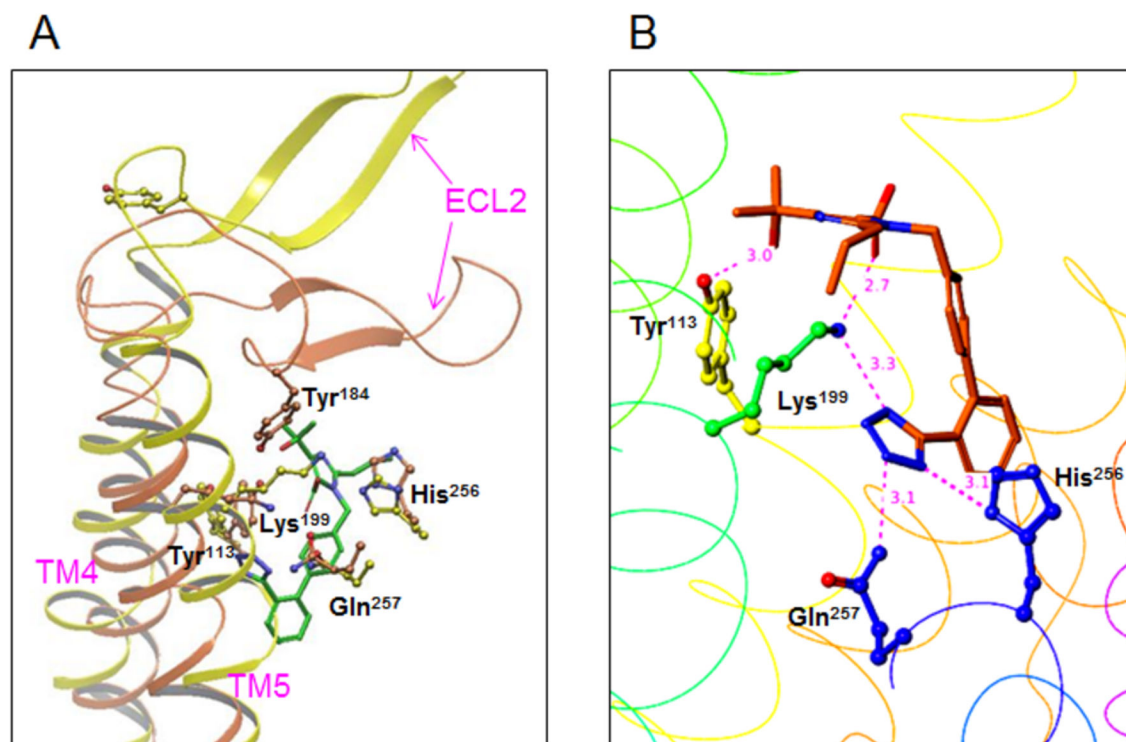 A
B
ECL2
Tyr¹⁸⁴
His²⁵⁶
Lys¹⁹⁹
Tyr¹¹³
TM4
Gln²⁵⁷
TM5
3.0
2.7
Tyr¹¹³
3.3
Lys¹⁹⁹
His²⁵⁶
3.1
3.1
Gln²⁵⁷